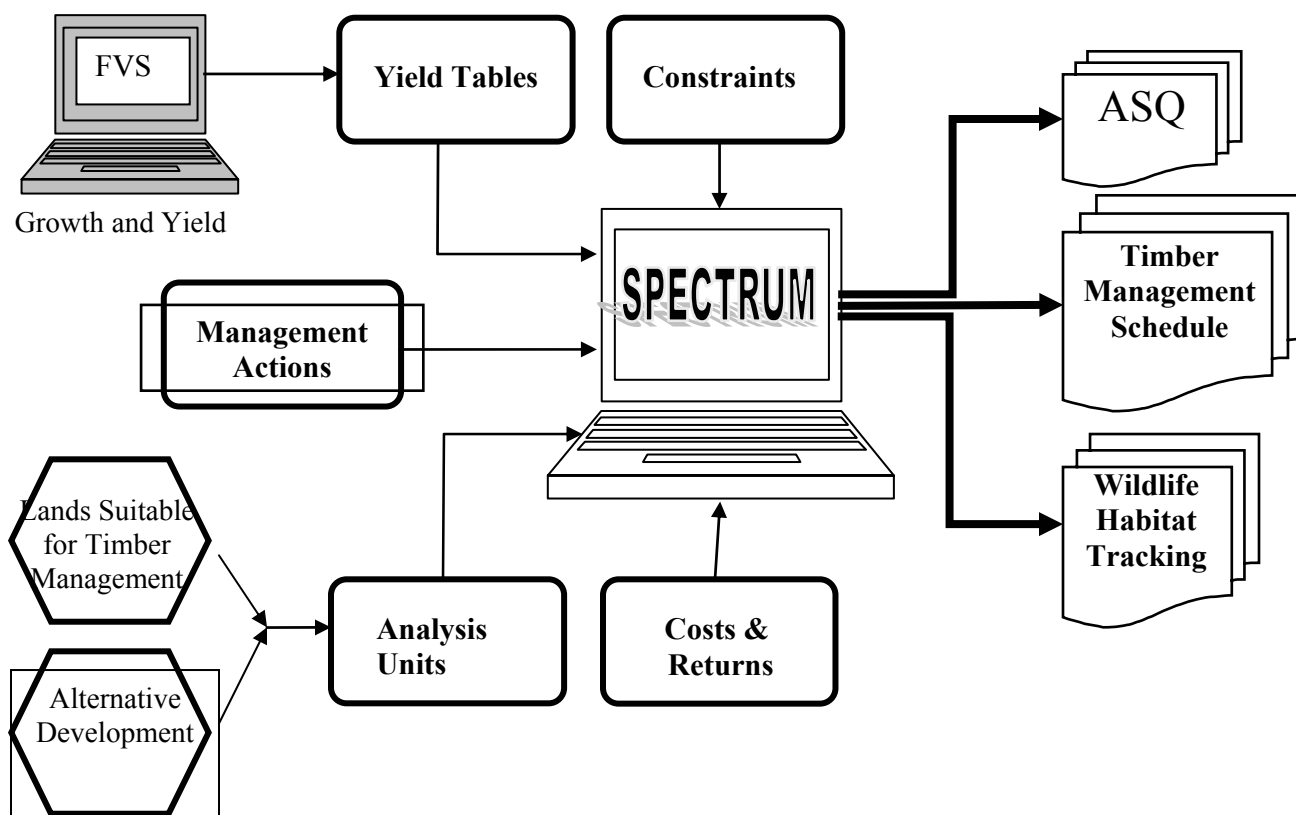 FVS
Growth and Yield
Yield Tables
Constraints
ASQ
SPECTRUM
Timber
Management
Schedule
Management
Actions
Wildlife
Habitat
Tracking
Lands Suitable
for Timber
Management
Analysis
Units
Costs &
Returns
Alternative
Development